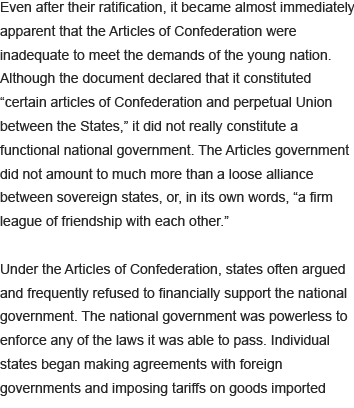 Even after their ratification, it became almost immediately
apparent that the Articles of Confederation were
inadequate to meet the demands of the young nation.
Although the document declared that it constituted
“certain articles of Confederation and perpetual Union
between the States,” it did not really constitute a
functional national government. The Articles government
did not amount to much more than a loose alliance
between sovereign states, or, in its own words, “a firm
league of friendship with each other.”

Under the Articles of Confederation, states often argued
and frequently refused to financially support the national
government. The national government was powerless to
enforce any of the laws it was able to pass. Individual
states began making agreements with foreign
governments and imposing tariffs on goods imported